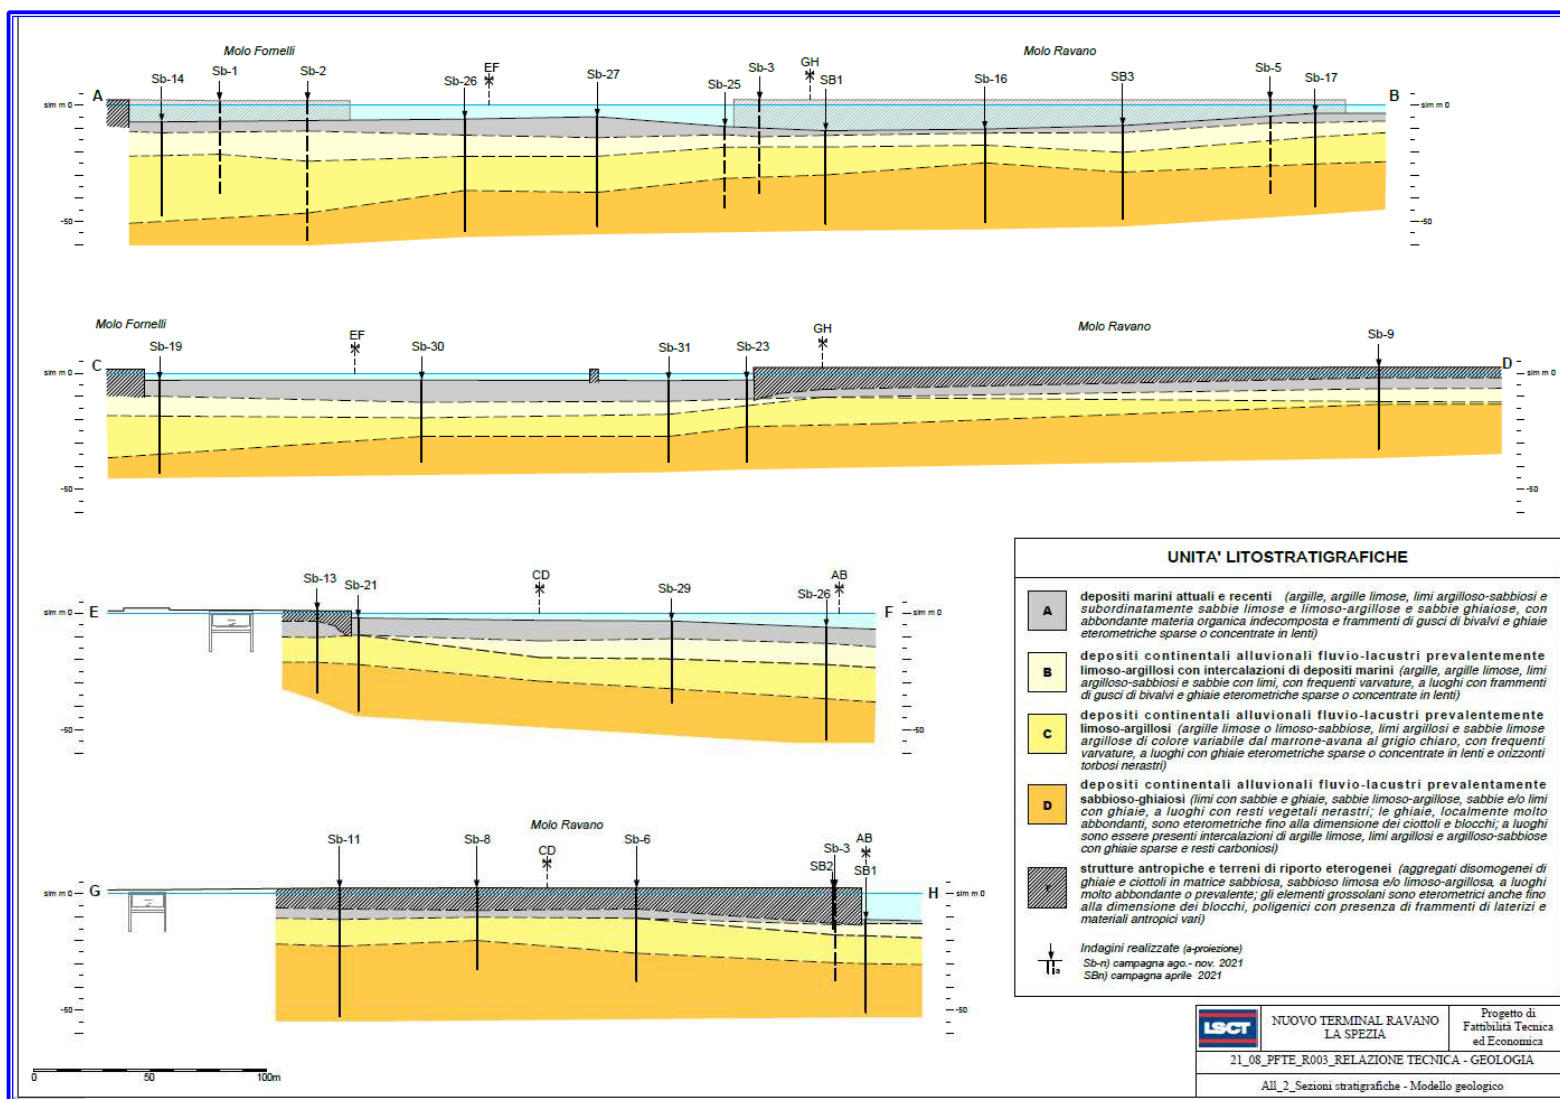 Molo Fornelli
Molo Ravano
Sb-14
Sb-1
Sb-2
Sb-26
EF
Sb-27
Sb-25
Sb-3
GH
SB1
Sb-16
SB3
Sb-5
Sb-17
A
B
slm m 0
slm m 0
-50
-50
Molo Fornelli
Molo Ravano
Sb-19
EF
Sb-30
Sb-31
Sb-23
GH
Sb-9
C
D
slm m 0
slm m 0
-50
-50
Sb-13
Sb-21
CD
Sb-29
Sb-26
AB
E
F
slm m 0
slm m 0
-50
-50
Molo Ravano
Sb-11
Sb-8
CD
Sb-6
Sb-3
SB2
AB
SB1
G
H
slm m 0
slm m 0
-50
-50
0
50
100m
UNITA' LITOSTRATIGRAFICHE
A
depositi marini attuali e recenti (argille, argille limose, limi argilloso-sabbiosi e
subordinatamente sabbie limose e limoso-argillose e sabbie ghiaiose, con
abbondante materia organica indecomposta e frammenti di gusci di bivalvi e ghiaie
eterometriche sparse o concentrate in lenti)
B
depositi continentali alluvionali fluvio-lacustri prevalentemente
limoso-argillosi con intercalazioni di depositi marini (argille, argille limose, limi
argilloso-sabbiosi e sabbie con limi, con frequenti varvature, a luoghi con frammenti
di gusci di bivalvi e ghiaie eterometriche sparse o concentrate in lenti)
C
depositi continentali alluvionali fluvio-lacustri prevalentemente
limoso-argillosi (argille limose o limoso-sabbiose, limi argillosi e sabbie limose
argillose di colore variabile dal marrone-avana al grigio chiaro, con frequenti
varvature, a luoghi con ghiaie eterometriche sparse o concentrate in lenti e orizzonti
torbosi nerastri)
D
depositi continentali alluvionali fluvio-lacustri prevalentamente
sabbioso-ghiaiosi (limi con sabbie e ghiaie, sabbie limoso-argillose, sabbie e/o limi
con ghiaie, a luoghi con resti vegetali nerastri; le ghiaie, localmente molto
abbondanti, sono eterometriche fino alla dimensione dei ciottoli e blocchi; a luoghi
sono essere presenti intercalazioni di argille limose, limi argillosi e argilloso-sabbiose
con ghiaie sparse e resti carboniosi)
r
strutture antropiche e terreni di riporto eterogenei (aggregati disomogenei di
ghiaie e ciottoli in matrice sabbiosa, sabbioso limosa e/o limoso-argillosa, a luoghi
molto abbondante o prevalente; gli elementi grossolani sono eterometrici anche fino
alla dimensione dei blocchi, poligenici con presenza di frammenti di laterizi e
materiali antropici vari)
a
Indagini realizzate (a-proiezione)
Sb-n) campagna ago.- nov. 2021
SBn) campagna aprile 2021
LSCT
NUOVO TERMINAL RAVANO
LA SPEZIA
Progetto di
Fattibilità Tecnica
ed Economica
21_08_PFTE_R003_RELAZIONE TECNICA - GEOLOGIA
All_2_Sezioni stratigrafiche - Modello geologico